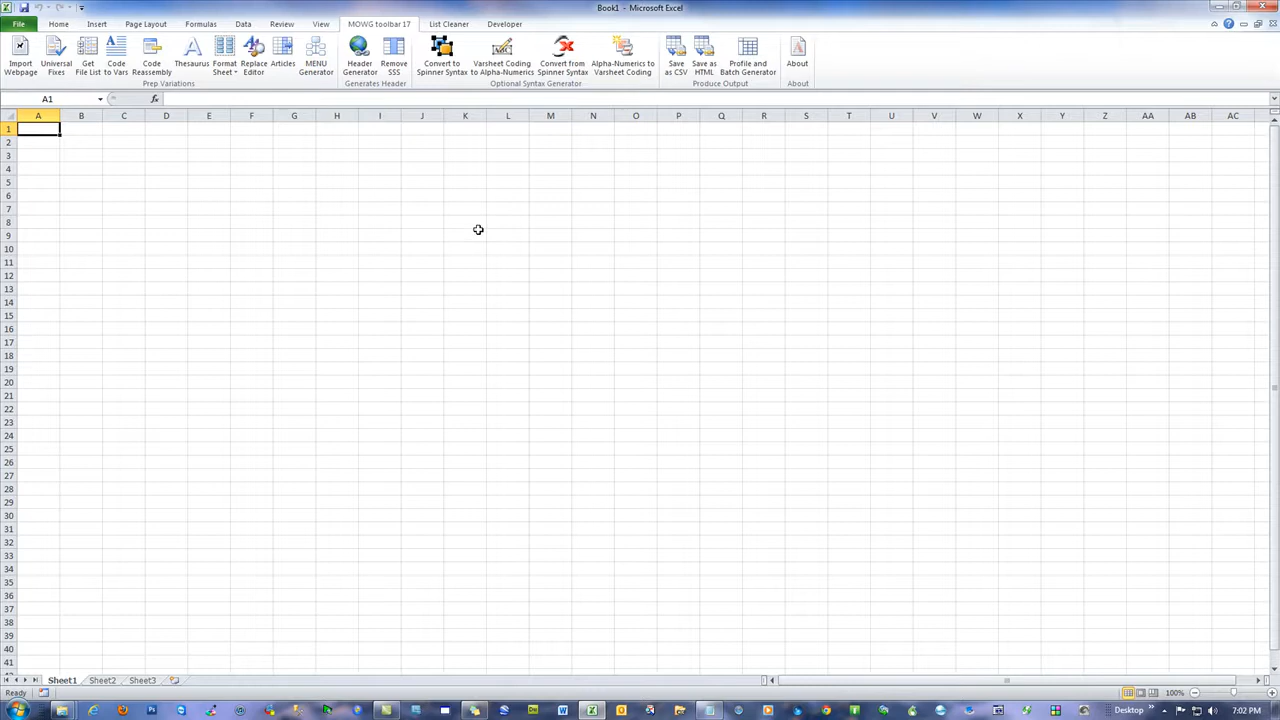 Book1 - Microsoft Excel
File Home Insert Page Layout Formulas Data Review View MOWG toolbar 17 List Cleaner Developer
Import Webpage
Universal Fixes
Get File List
Code to Vars
Code Reassembly
Thesaurus
Format Sheet
Replace Editor
Articles
MENU Generator
Header Generator
Remove SSS
Convert to Spinner Syntax
Varsheet Coding to Alpha-Numerics
Convert from Spinner Syntax
Alpha-Numerics to Varsheet Coding
Save as CSV
Save as HTML
Profile and Batch Generator
About
Prep Variations Generates Header Optional Syntax Generator Produce Output About
A1 fx
A B C D E F G H I J K L M N O P Q R S T U V W X Y Z AA AB AC
1
2
3
4
5
6
7
8
9
10
11
12
13
14
15
16
17
18
19
20
21
22
23
24
25
26
27
28
29
30
31
32
33
34
35
36
37
38
39
40
41
Sheet1 Sheet2 Sheet3
Ready 100%
Desktop 7:02 PM